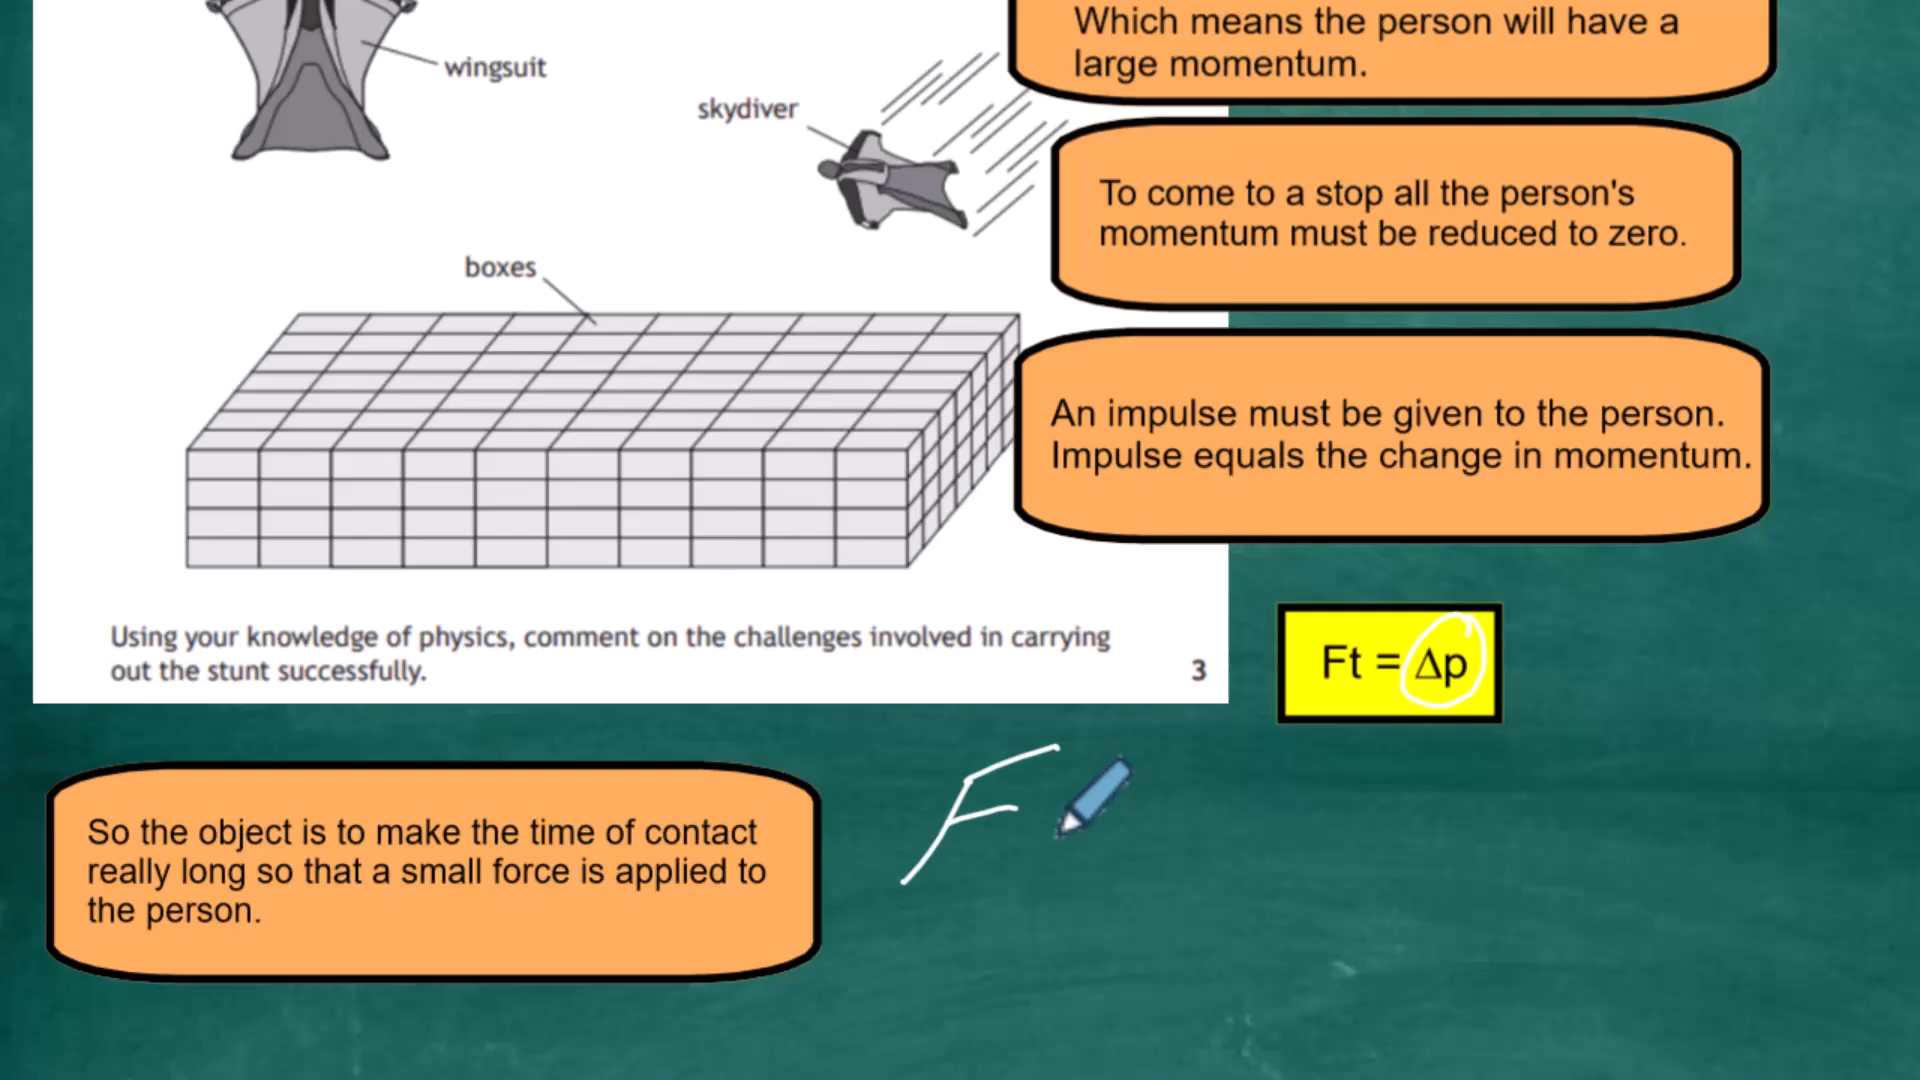 wingsuit
skydiver
boxes
Using your knowledge of physics, comment on the challenges involved in carrying
out the stunt successfully.
3
Which means the person will have a
large momentum.
To come to a stop all the person's
momentum must be reduced to zero.
An impulse must be given to the person.
Impulse equals the change in momentum.
Ft = Δp
So the object is to make the time of contact
really long so that a small force is applied to
the person.
F